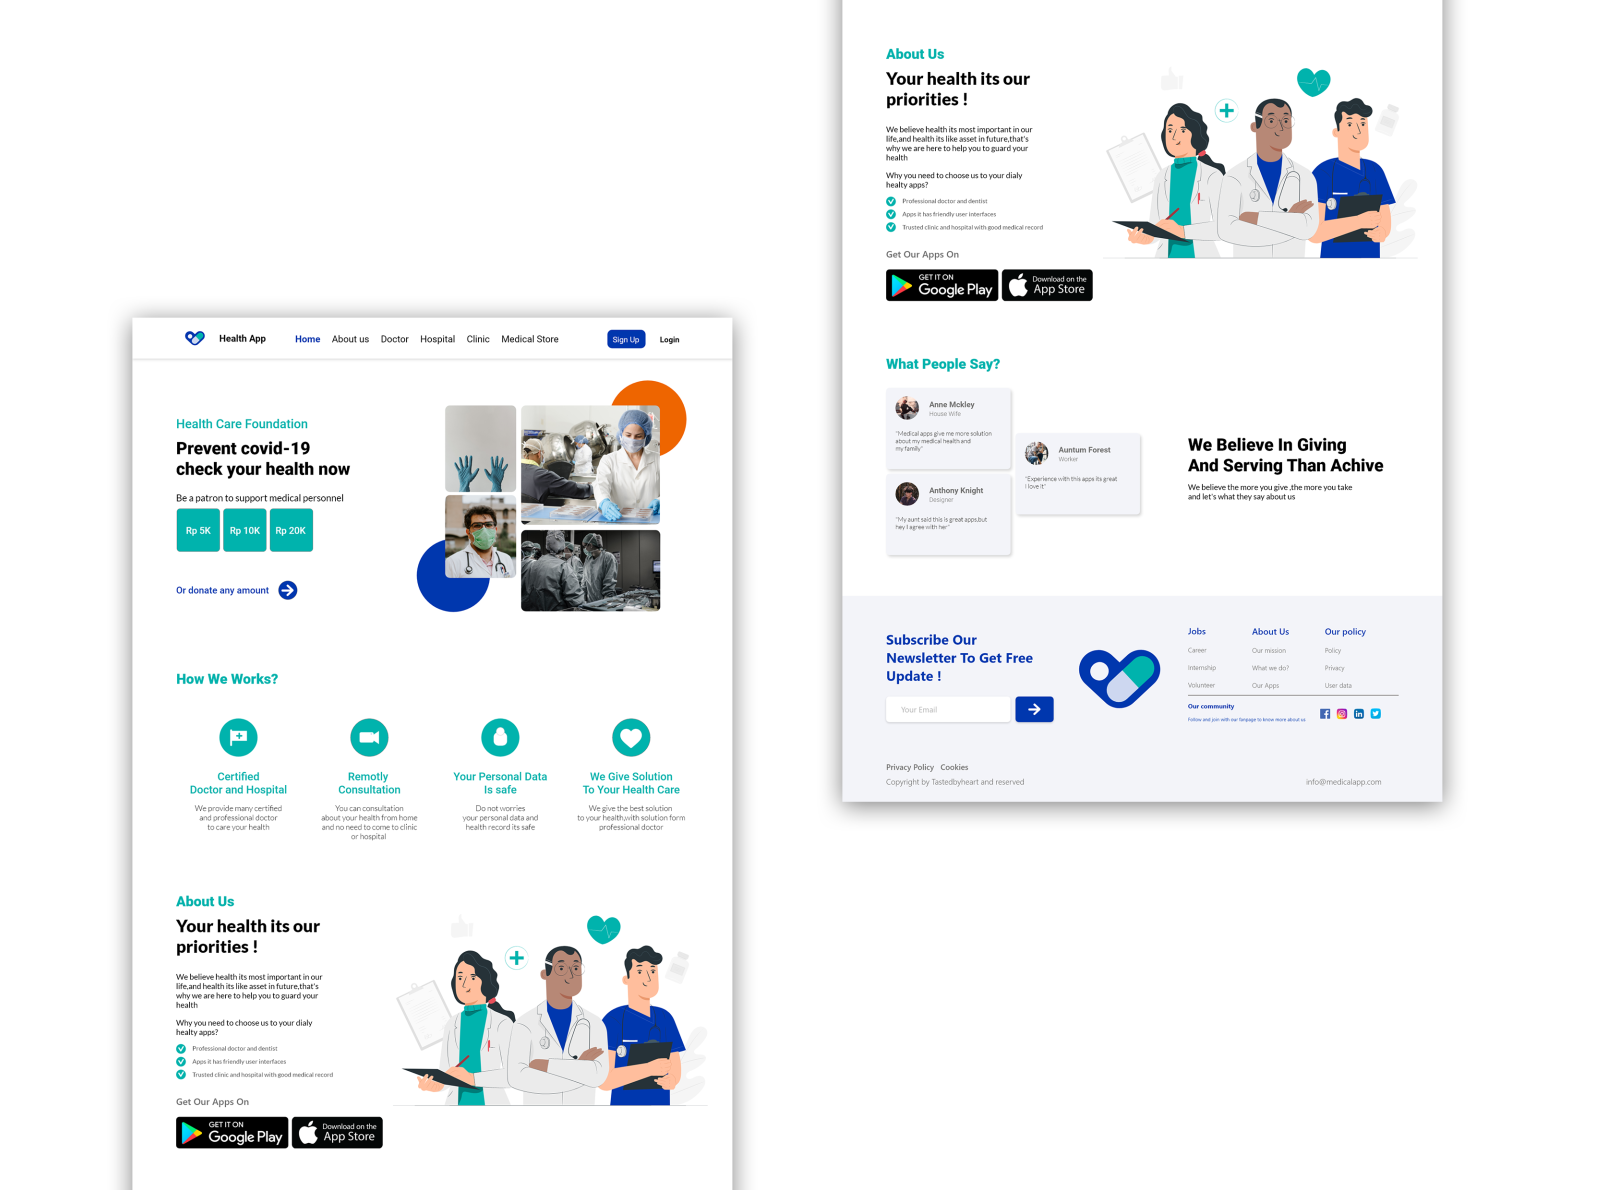 Health App
Home About us Doctor Hospital Clinic Medical Store
Sign Up
Login
Health Care Foundation
Prevent covid-19
check your health now
Be a patron to support medical personnel
Rp 5K
Rp 10K
Rp 20K
Or donate any amount
How We Works?
Certified
Doctor and Hospital
We provide many certified
and professional doctor
to care your health
Remotly
Consultation
You can consultation
about your health from home
and no need to come to clinic
or hospital
Your Personal Data
Is safe
Do not worries
your personal data and
health record its safe
We Give Solution
To Your Health Care
We give the best solution
to your health,with solution form
professional doctor
About Us
Your health its our
priorities !
We believe health its most important in our
life,and health its like asset in future,that's
why we are here to help you to guard your
health
Why you need to choose us to your dialy
healty apps?
Professional doctor and dentist
Apps it has friendly user interfaces
Trusted clinic and hospital with good medical record
Get Our Apps On
GET IT ON
Google Play
Download on the
App Store
About Us
Your health its our
priorities !
We believe health its most important in our
life,and health its like asset in future,that's
why we are here to help you to guard your
health
Why you need to choose us to your dialy
healty apps?
Professional doctor and dentist
Apps it has friendly user interfaces
Trusted clinic and hospital with good medical record
Get Our Apps On
GET IT ON
Google Play
Download on the
App Store
What People Say?
Anne Mckley
House Wife
"Medical apps give me more solution
about my medical health and
my family"
Auntum Forest
Worker
"Experience with this apps its great
I love it"
Anthony Knight
Designer
"My aunt said this is great apps,but
hey I agree with her"
We Believe In Giving
And Serving Than Achive
We believe the more you give ,the more you take
and let's what they say about us
Subscribe Our
Newsletter To Get Free
Update !
Your Email
Jobs
Career
Internship
Volunteer
About Us
Our mission
What we do?
Our Apps
Our policy
Policy
Privacy
User data
Our community
Follow and join with our fanpage to know more about us
Privacy Policy Cookies
Copyright by Tastedbyheart and reserved
info@medicalapp.com